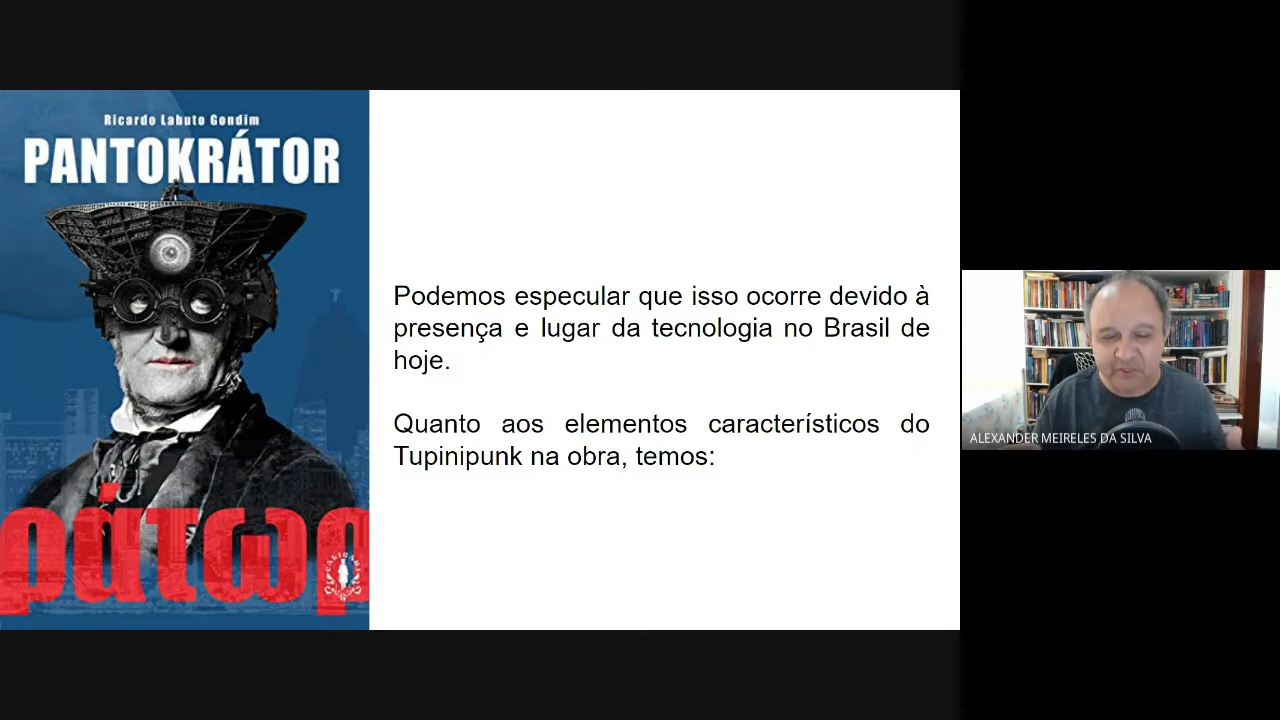 Ricardo Labuto Gondim
PANTOKRÁTOR
ράτωρ
Podemos especular que isso ocorre devido à
presença e lugar da tecnologia no Brasil de
hoje.
Quanto aos elementos característicos do
Tupinipunk na obra, temos:
ALEXANDER MEIRELES DA SILVA